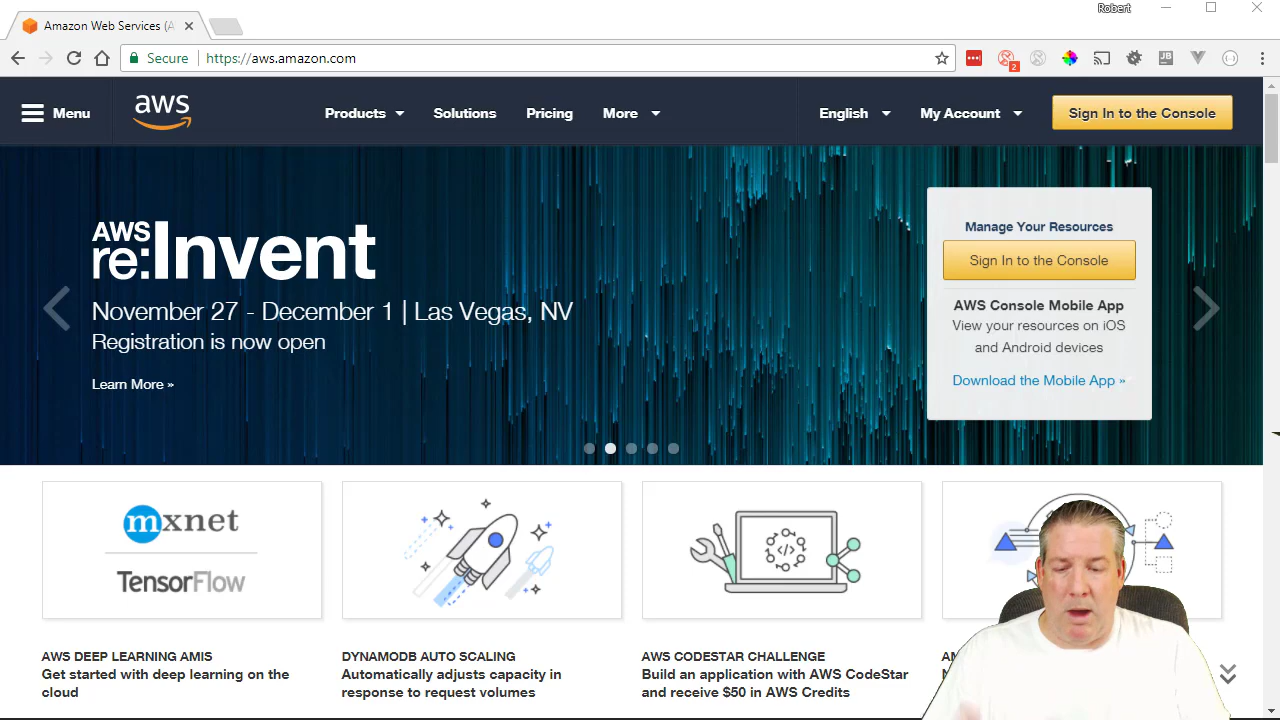 Robert
Amazon Web Services (A
Secure
https://aws.amazon.com
2
JB
Menu
aws
Products
Solutions
Pricing
More
English
My Account
Sign In to the Console
AWS
re:Invent
November 27 - December 1 | Las Vegas, NV
Registration is now open
Learn More »
Manage Your Resources
Sign In to the Console
AWS Console Mobile App
View your resources on iOS
and Android devices
Download the Mobile App »
mxnet
TensorFlow
</>
AWS DEEP LEARNING AMIS
Get started with deep learning on the
cloud
DYNAMODB AUTO SCALING
Automatically adjusts capacity in
response to request volumes
AWS CODESTAR CHALLENGE
Build an application with AWS CodeStar
and receive $50 in AWS Credits